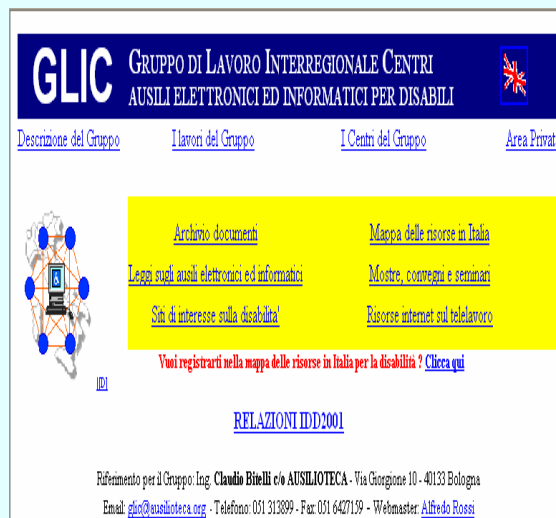 GLIC GRUPPO DI LAVORO INTERREGIONALE CENTRI
AUSILI ELETTRONICI ED INFORMATICI PER DISABILI
Descrizione del Gruppo I lavori del Gruppo I Centri del Gruppo Area Privat
Archivio documenti Mappa delle risorse in Italia
Leggi sugli ausili elettronici ed informatici Mostre, convegni e seminari
Siti di interesse sulla disabilita' Risorse internet sul telelavoro
Vuoi registrarti nella mappa delle risorse in Italia per la disabilità ? Clicca qui
[D]
RELAZIONI IDD2001
Riferimento per il Gruppo: Ing. Claudio Bitelli c/o AUSILIOTECA - Via Giorgione 10 - 40133 Bologna
Email: glic@ausilioteca.org - Telefono: 051 313899 - Fax: 051 6427159 - Webmaster: Alfredo Rossi